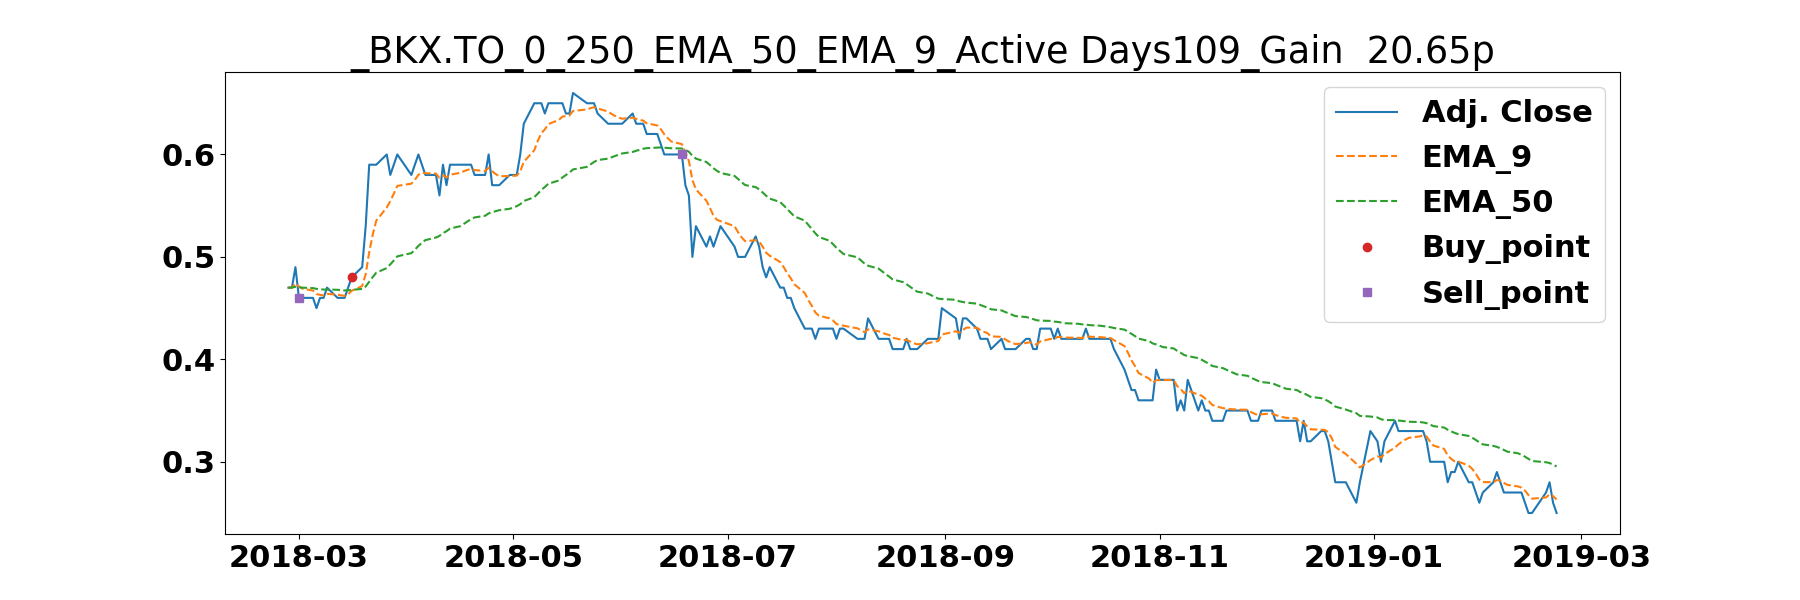 _BKX.TO_0_250_EMA_50_EMA_9_Active Days109_Gain  20.65p
Adj. Close
EMA_9
EMA_50
Buy_point
Sell_point
0.6
0.5
0.4
0.3
2018-03 2018-05 2018-07 2018-09 2018-11 2019-01 2019-03